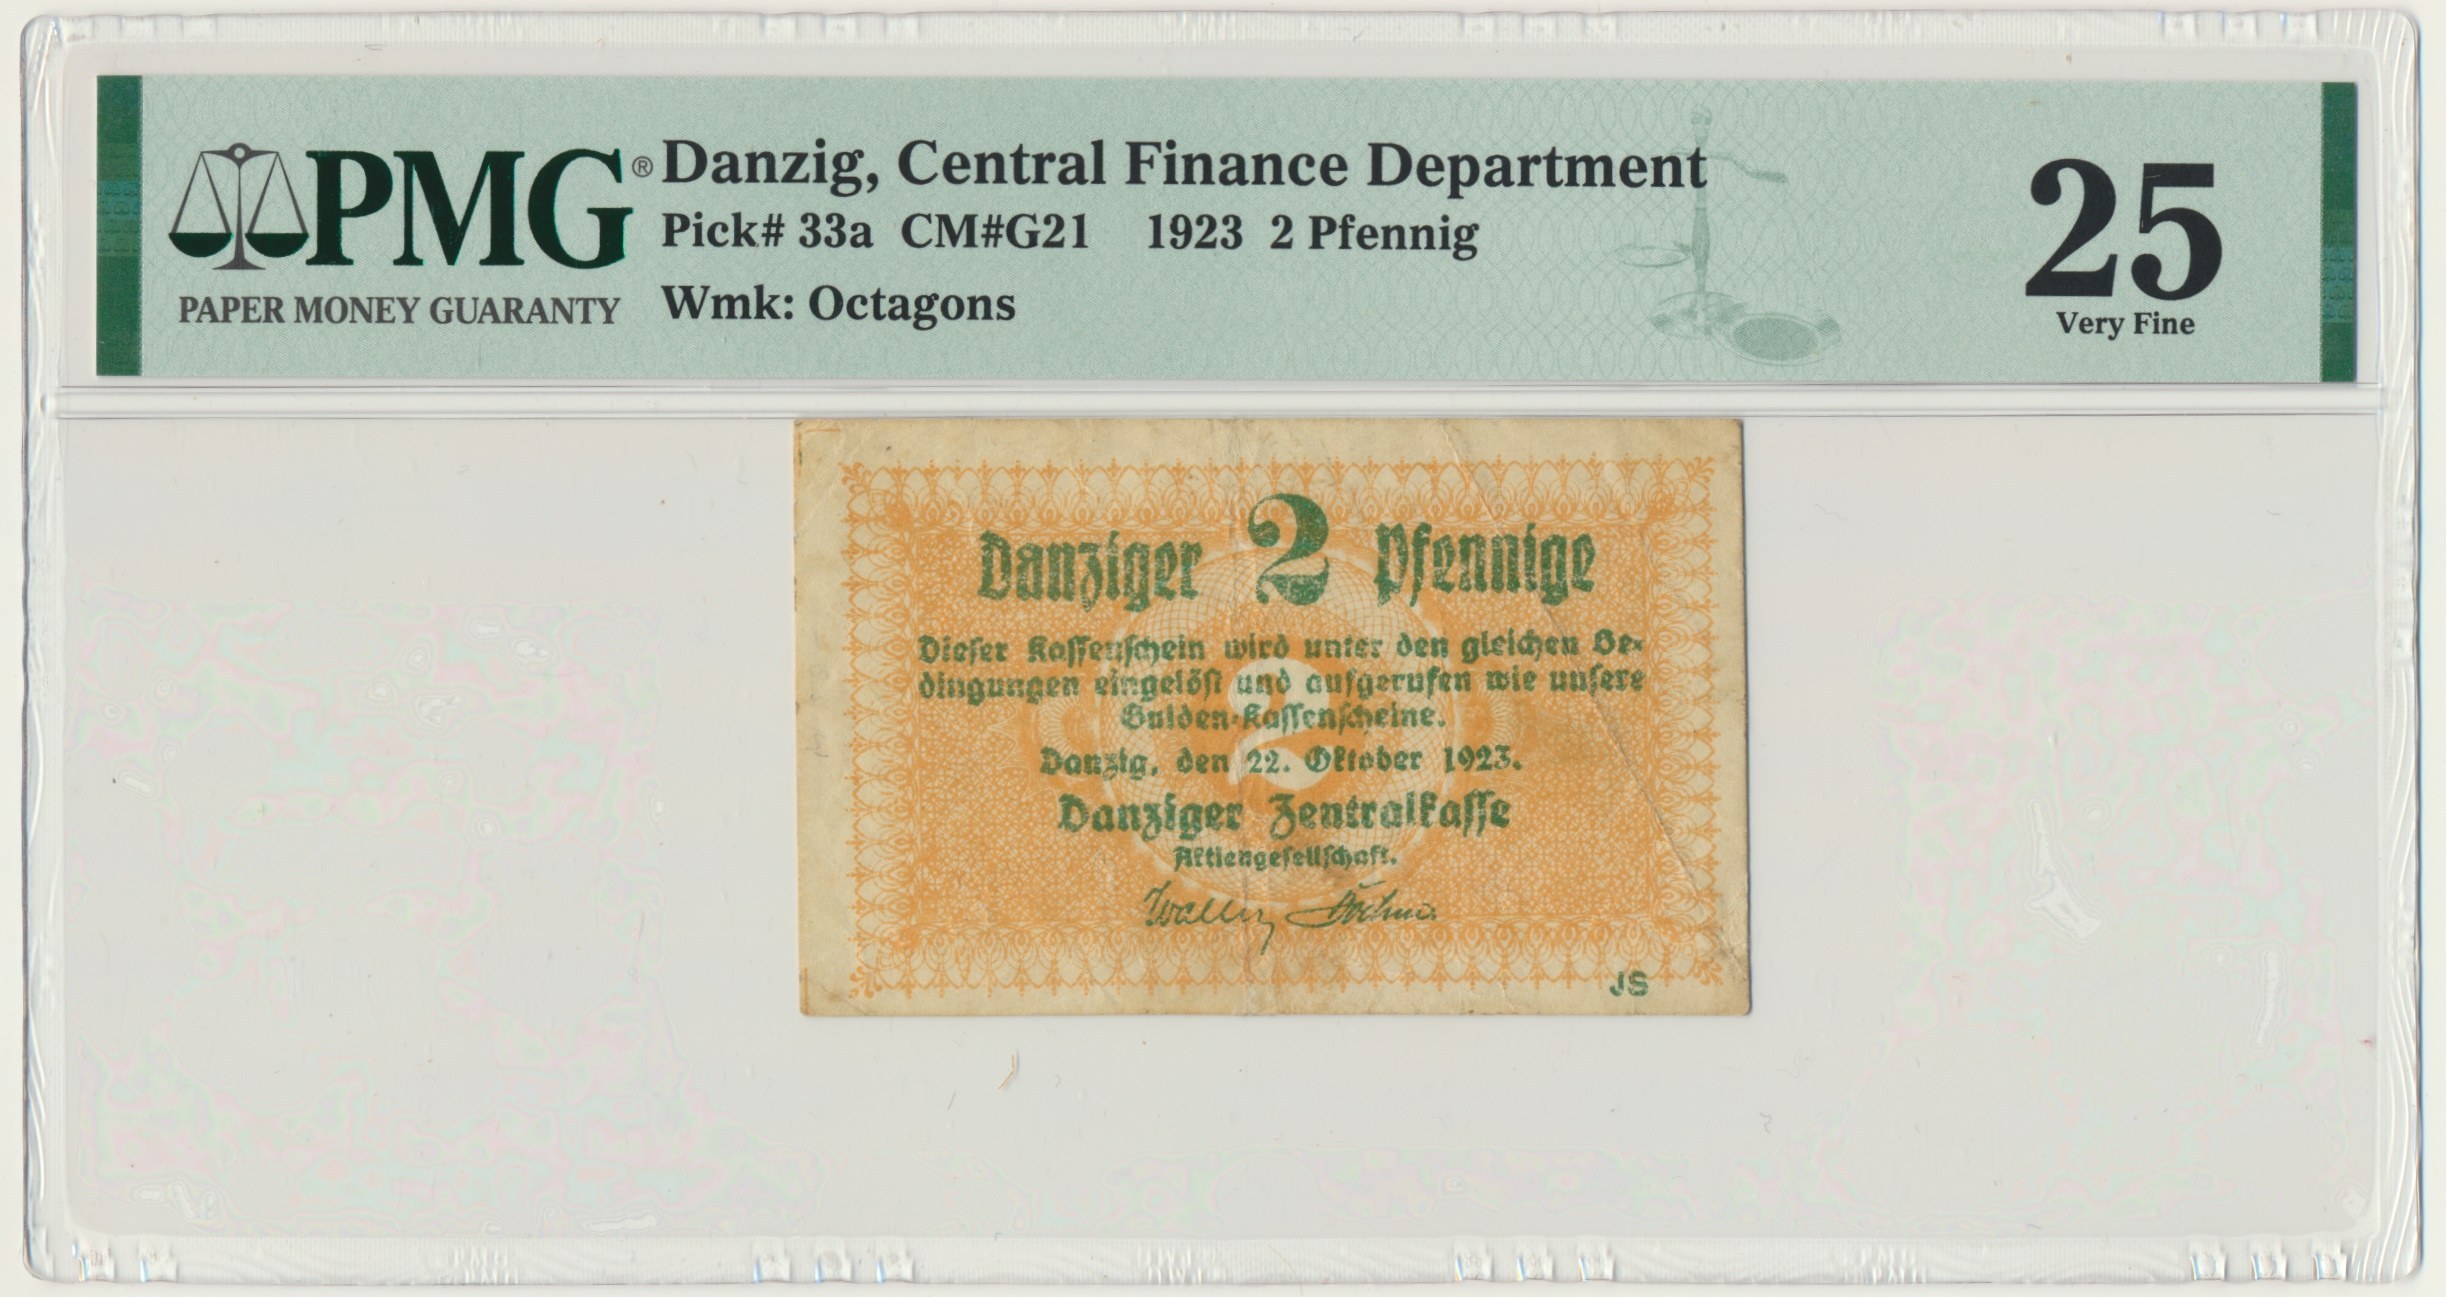 PMG® Danzig, Central Finance Department
Pick# 33a CM#G21 1923 2 Pfennig
PAPER MONEY GUARANTY Wmk: Octagons
25
Very Fine
Danziger 2 Pfennige
Dieser Kassenschein wird unter den gleichen Be-
dingungen eingelöst und aufgerufen wie unsere
Gulden-Kassenscheine.
2
Danzig, den 22. Oktober 1923.
Danziger Zentralkasse
Aktiengesellschaft.
JS